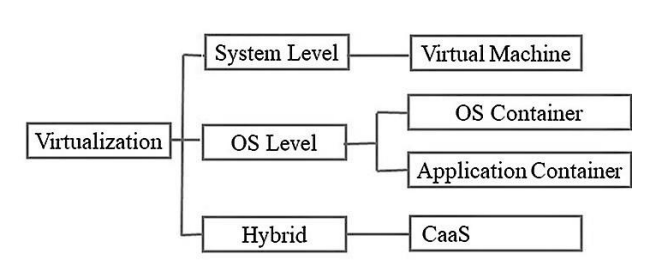 Virtualization
System Level
Virtual Machine
OS Level
OS Container
Application Container
Hybrid
CaaS